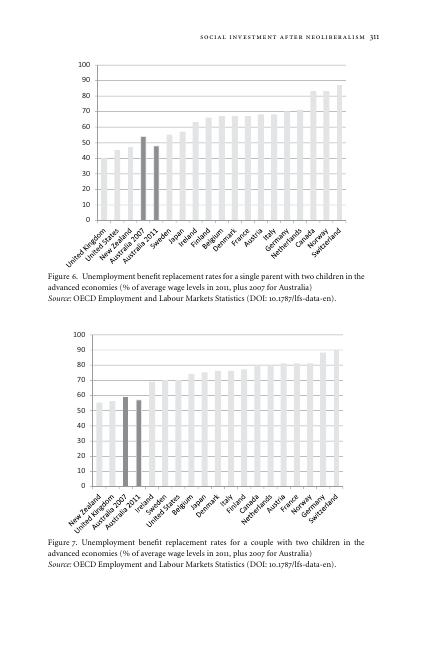 SOCIAL INVESTMENT AFTER NEOLIBERALISM 311
100
90
80
70
60
50
40
30
20
10
0
United Kingdom
United States
New Zealand
Australia 2007
Australia 2011
Sweden
Japan
Ireland
Finland
Belgium
Denmark
France
Austria
Italy
Germany
Netherlands
Canada
Norway
Switzerland
Figure 6. Unemployment benefit replacement rates for a single parent with two children in the
advanced economies (% of average wage levels in 2011, plus 2007 for Australia)
Source: OECD Employment and Labour Markets Statistics (DOI: 10.1787/lfs-data-en).
100
90
80
70
60
50
40
30
20
10
0
New Zealand
United Kingdom
Australia 2007
Australia 2011
Ireland
Sweden
United States
Belgium
Japan
Denmark
Italy
Finland
Canada
Netherlands
Austria
France
Norway
Germany
Switzerland
Figure 7. Unemployment benefit replacement rates for a couple with two children in the
advanced economies (% of average wage levels in 2011, plus 2007 for Australia)
Source: OECD Employment and Labour Markets Statistics (DOI: 10.1787/lfs-data-en).